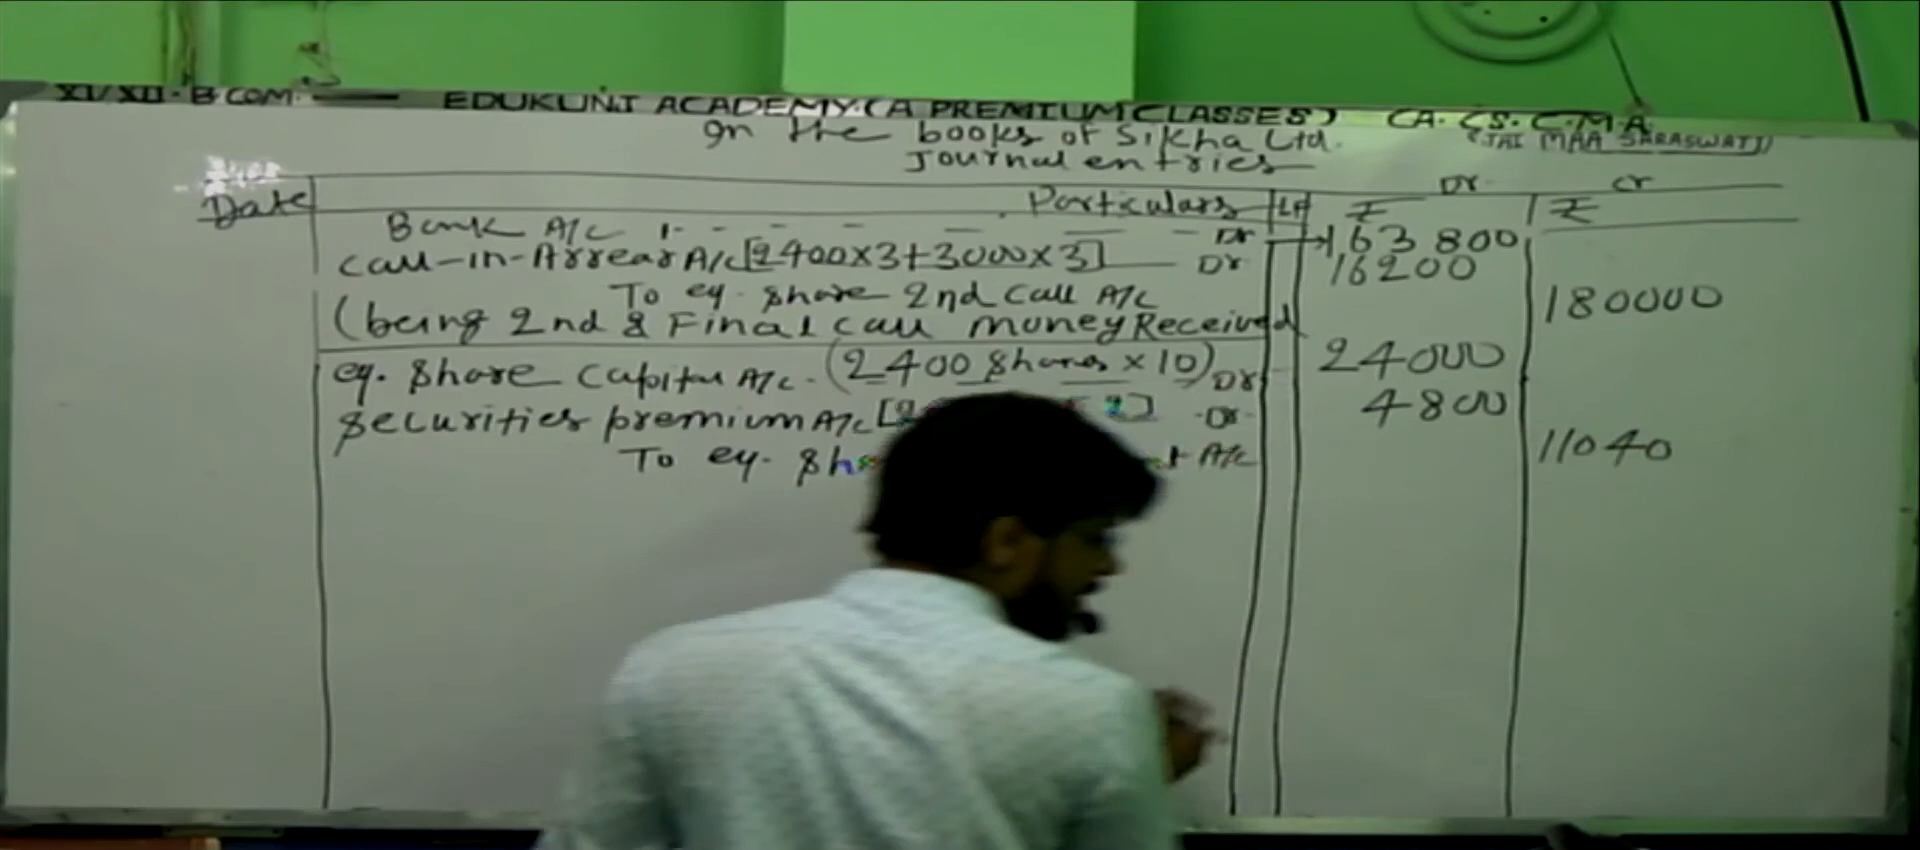 XI/XII-B COM. — EDUKUNJ ACADEMY (A PREMIUM CLASSES) CA. CS. CMA
(JAI MAA SARASWATI)
In the books of Sikha Ltd.
Journal entries
Date Particulars LF Dr ₹ Cr ₹
Bank A/c Dr 163800
Call-in-Arrear A/c [2400x3+3000x3] Dr 16200
To eq. Share 2nd Call A/c 180000
(being 2nd & Final Call money Received
eq. Share Capital A/c. (2400 Shares x 10) Dr 24000
Securities premium A/c 2] Dr 4800
To eq. A/c 11040